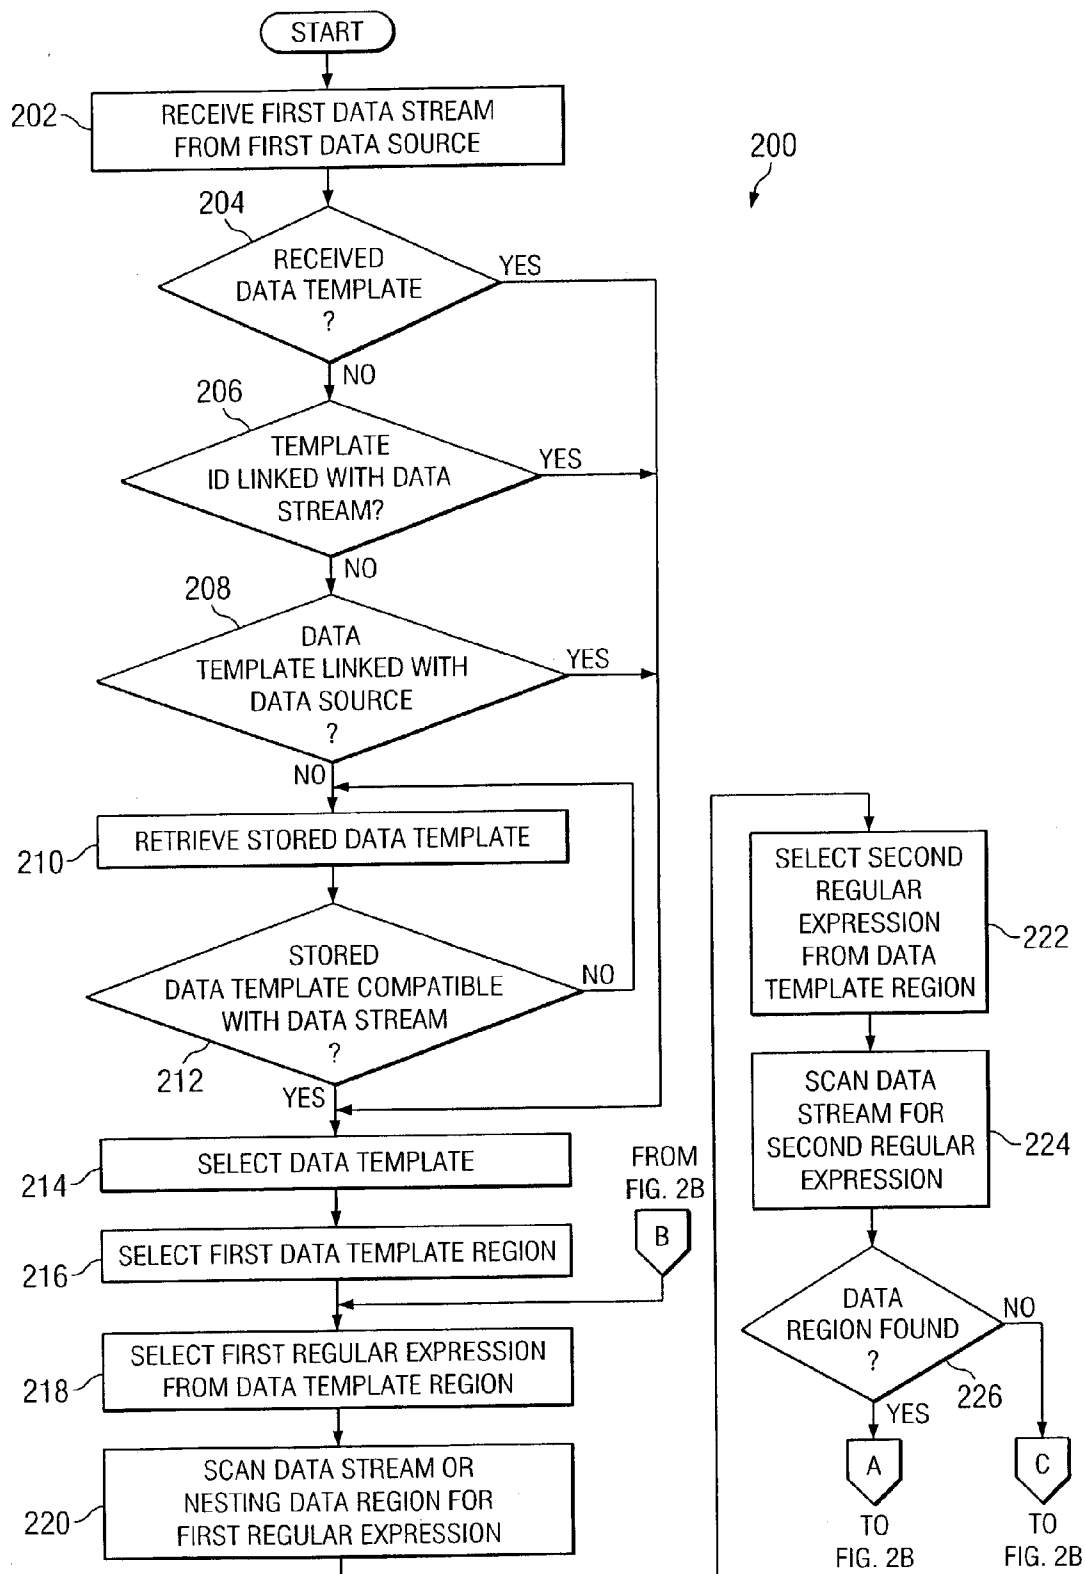 START
202
RECEIVE FIRST DATA STREAM
FROM FIRST DATA SOURCE
200
204
RECEIVED
DATA TEMPLATE
?
YES
NO
206
TEMPLATE
ID LINKED WITH DATA
STREAM?
YES
NO
208
DATA
TEMPLATE LINKED WITH
DATA SOURCE
?
YES
NO
210
RETRIEVE STORED DATA TEMPLATE
STORED
DATA TEMPLATE COMPATIBLE
WITH DATA STREAM
?
NO
212
YES
214
SELECT DATA TEMPLATE
216
SELECT FIRST DATA TEMPLATE REGION
FROM
FIG. 2B
B
218
SELECT FIRST REGULAR EXPRESSION
FROM DATA TEMPLATE REGION
220
SCAN DATA STREAM OR
NESTING DATA REGION FOR
FIRST REGULAR EXPRESSION
SELECT SECOND
REGULAR
EXPRESSION
FROM DATA
TEMPLATE REGION
222
SCAN DATA
STREAM FOR
SECOND REGULAR
EXPRESSION
224
DATA
REGION FOUND
?
NO
226
YES
A
TO
FIG. 2B
C
TO
FIG. 2B